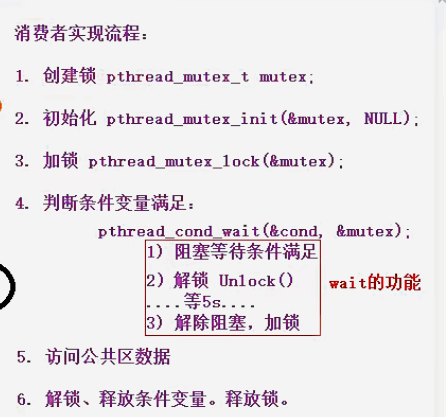 消费者实现流程：
1. 创建锁 pthread_mutex_t mutex;
2. 初始化 pthread_mutex_init(&mutex, NULL);
3. 加锁 pthread_mutex_lock(&mutex);
4. 判断条件变量满足：
pthread_cond_wait(&cond, &mutex);
1) 阻塞等待条件满足
2) 解锁 Unlock()
wait的功能
....等5s....
3) 解除阻塞，加锁
5. 访问公共区数据
6. 解锁、释放条件变量。释放锁。